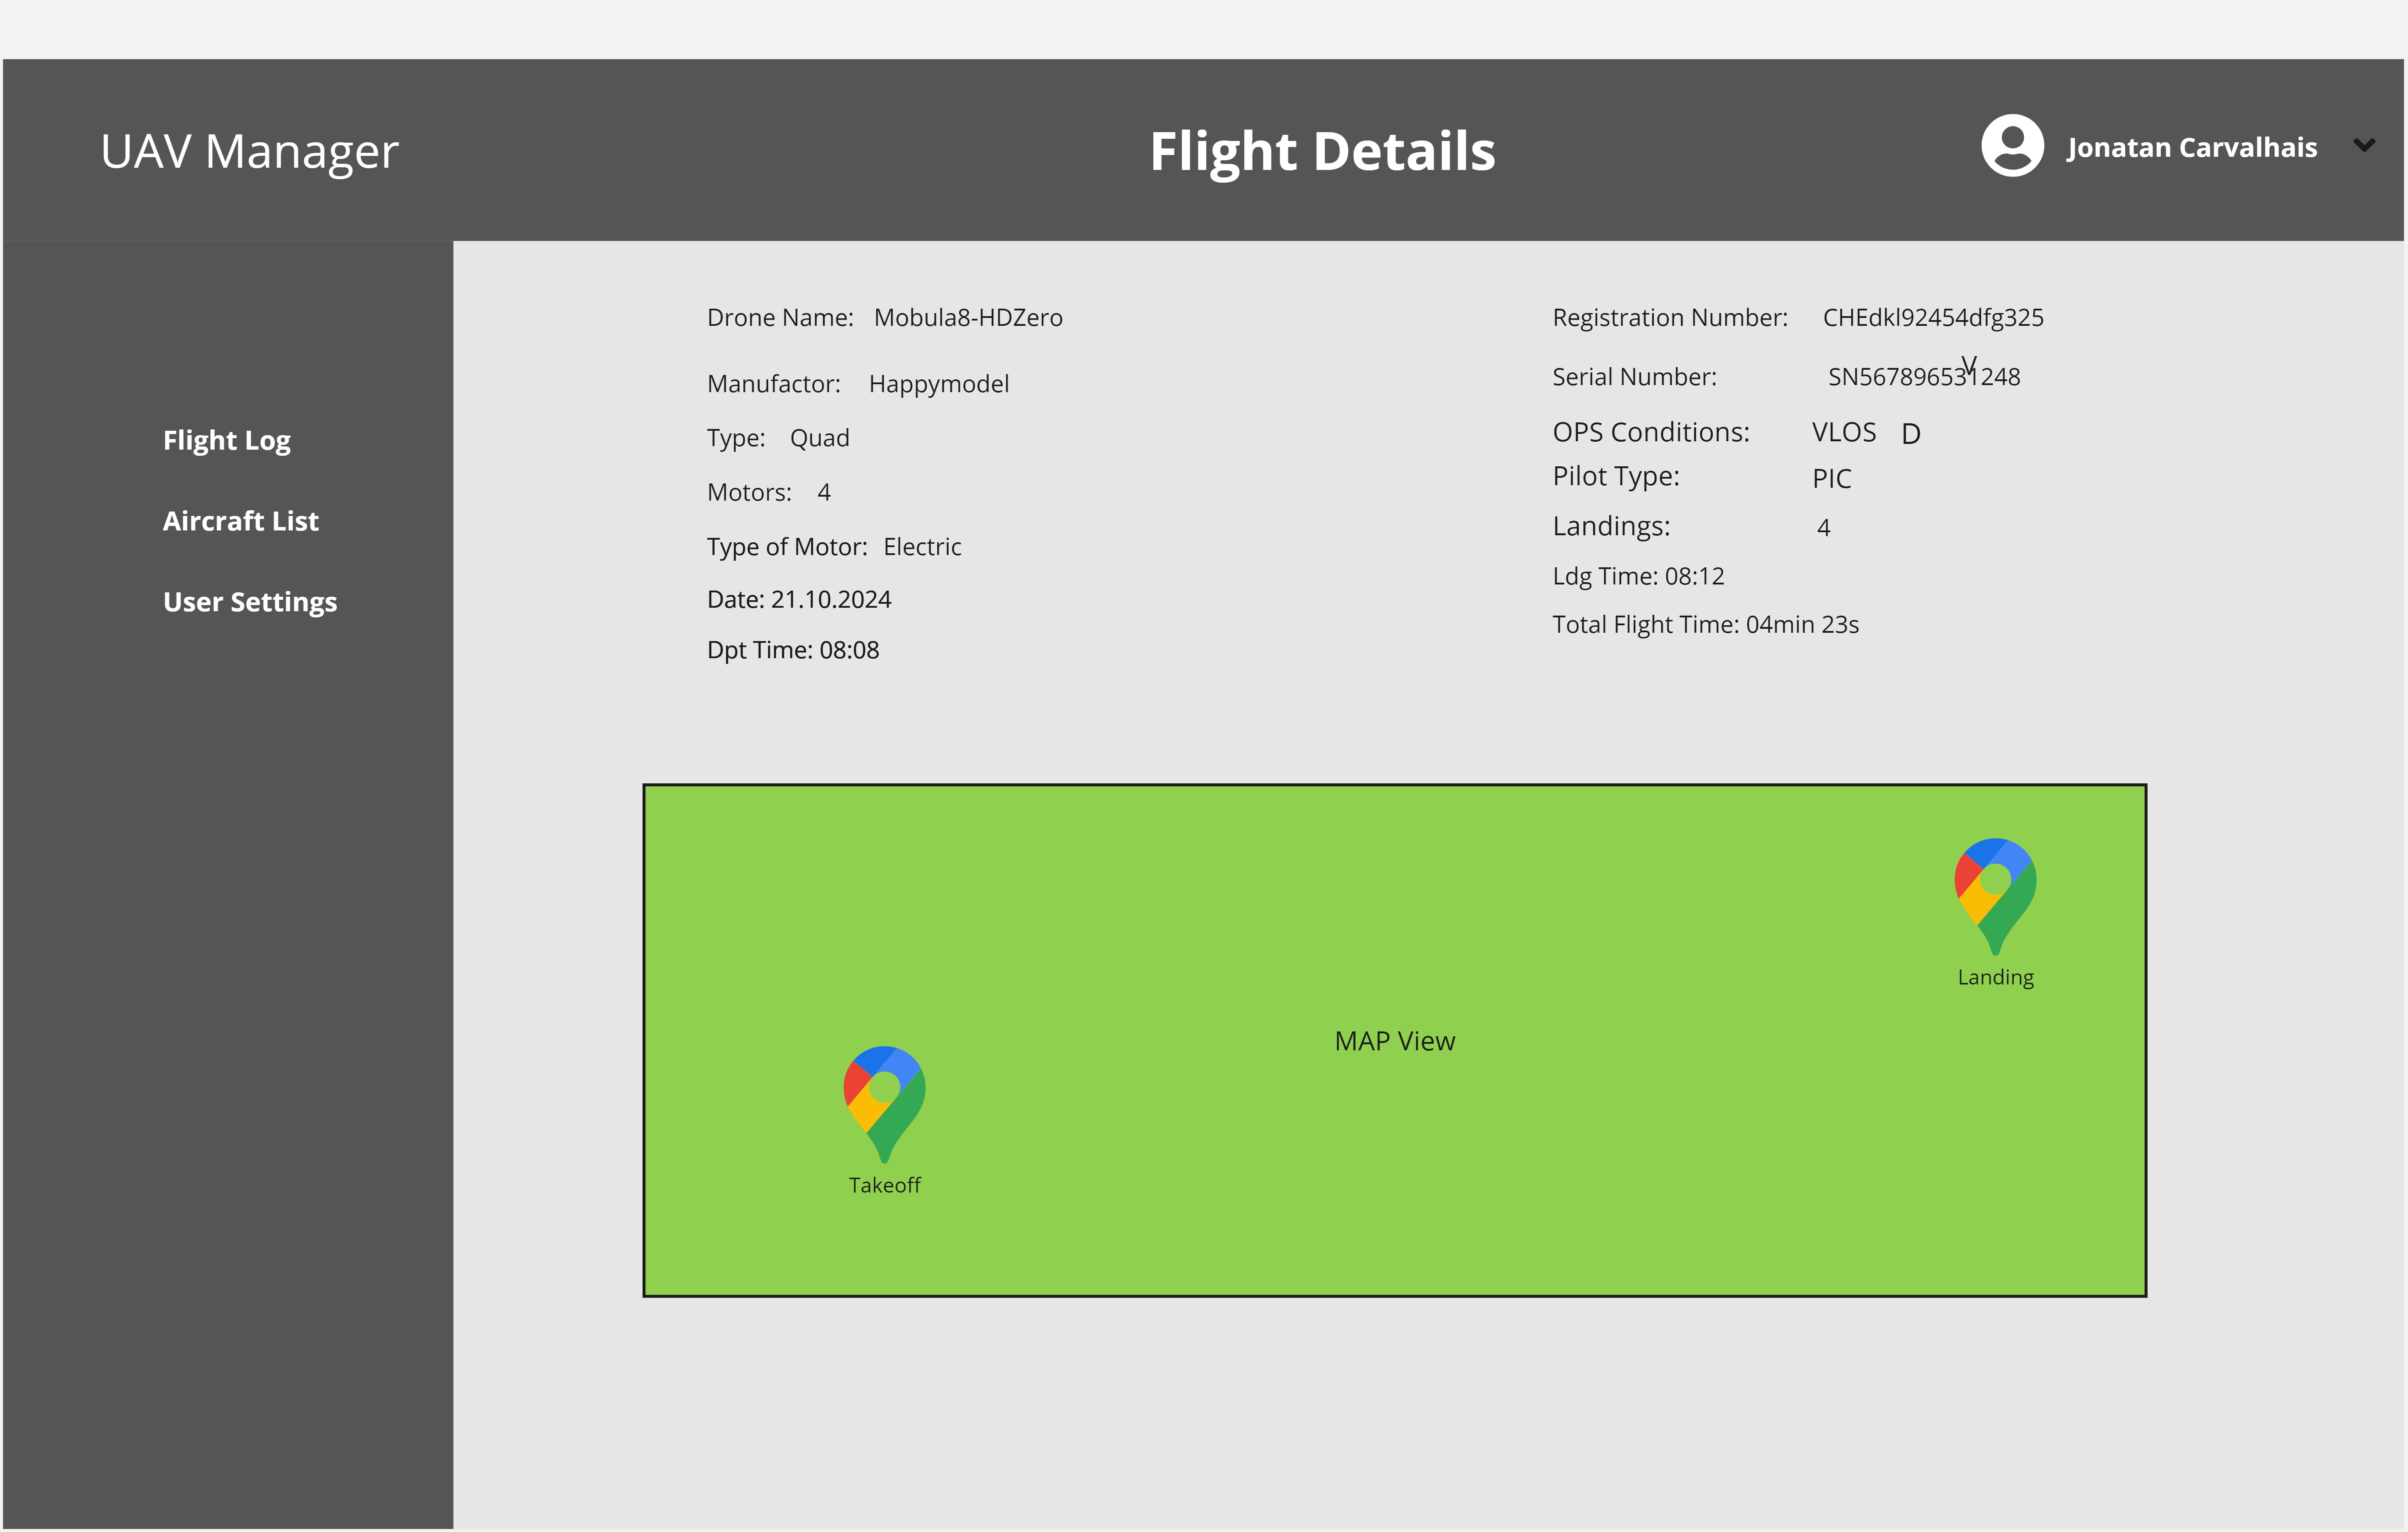 UAV Manager
Flight Details
Jonatan Carvalhais
Flight Log
Aircraft List
User Settings
Drone Name: Mobula8-HDZero
Manufactor: Happymodel
Type: Quad
Motors: 4
Type of Motor: Electric
Date: 21.10.2024
Dpt Time: 08:08
Registration Number: CHEdkl92454dfg325
V
Serial Number: SN567896531248
OPS Conditions: VLOS D
Pilot Type: PIC
Landings: 4
Ldg Time: 08:12
Total Flight Time: 04min 23s
Landing
MAP View
Takeoff